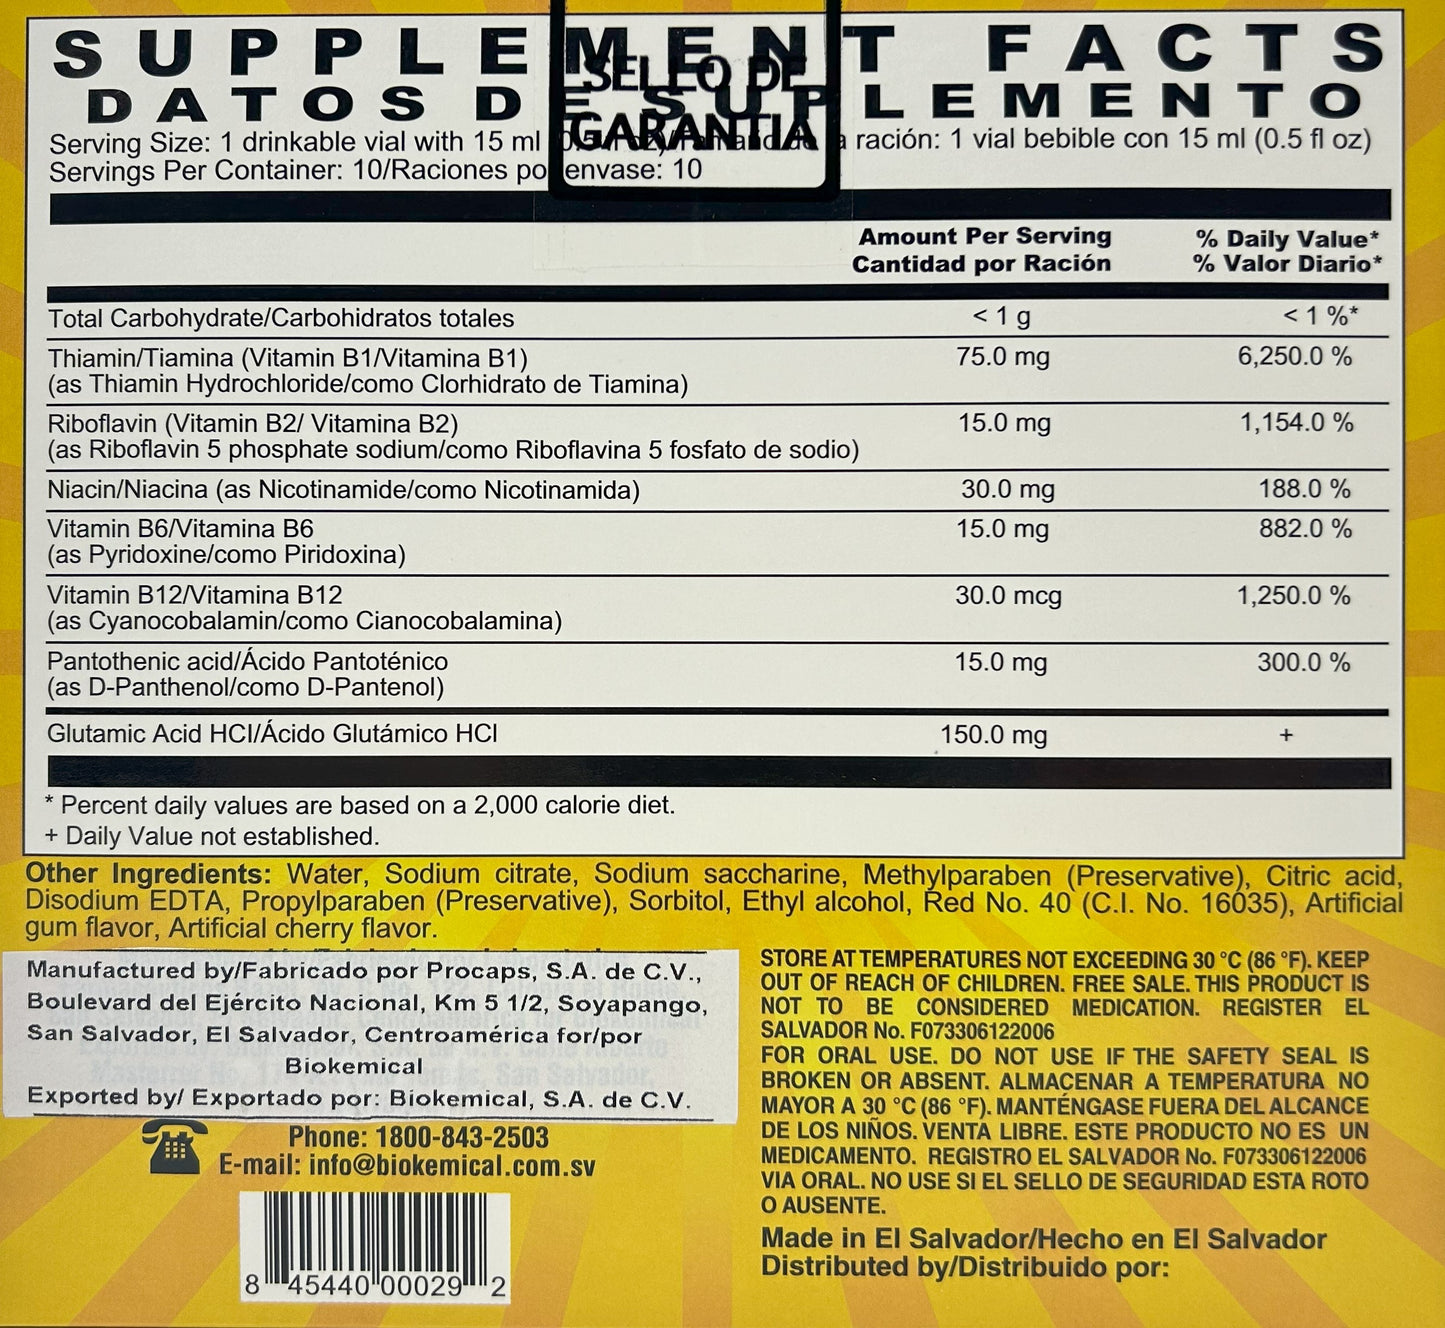 SUPPLEMENT FACTS
DATOS DE SUPLEMENTO
SELLO DE
GARANTIA
Serving Size: 1 drinkable vial with 15 ml ración: 1 vial bebible con 15 ml (0.5 fl oz)
Servings Per Container: 10/Raciones po envase: 10
Amount Per Serving % Daily Value*
Cantidad por Ración % Valor Diario*
Total Carbohydrate/Carbohidratos totales < 1 g < 1 %*
Thiamin/Tiamina (Vitamin B1/Vitamina B1) 75.0 mg 6,250.0 %
(as Thiamin Hydrochloride/como Clorhidrato de Tiamina)
Riboflavin (Vitamin B2/ Vitamina B2) 15.0 mg 1,154.0 %
(as Riboflavin 5 phosphate sodium/como Riboflavina 5 fosfato de sodio)
Niacin/Niacina (as Nicotinamide/como Nicotinamida) 30.0 mg 188.0 %
Vitamin B6/Vitamina B6 15.0 mg 882.0 %
(as Pyridoxine/como Piridoxina)
Vitamin B12/Vitamina B12 30.0 mcg 1,250.0 %
(as Cyanocobalamin/como Cianocobalamina)
Pantothenic acid/Ácido Pantoténico 15.0 mg 300.0 %
(as D-Panthenol/como D-Pantenol)
Glutamic Acid HCl/Ácido Glutámico HCl 150.0 mg +
* Percent daily values are based on a 2,000 calorie diet.
+ Daily Value not established.
Other Ingredients: Water, Sodium citrate, Sodium saccharine, Methylparaben (Preservative), Citric acid,
Disodium EDTA, Propylparaben (Preservative), Sorbitol, Ethyl alcohol, Red No. 40 (C.I. No. 16035), Artificial
gum flavor, Artificial cherry flavor.
Manufactured by/Fabricado por Procaps, S.A. de C.V.,
Boulevard del Ejército Nacional, Km 5 1/2, Soyapango,
San Salvador, El Salvador, Centroamérica for/por
Biokemical
Exported by/ Exportado por: Biokemical, S.A. de C.V.
Phone: 1800-843-2503
E-mail: info@biokemical.com.sv
8 45440 00029 2
STORE AT TEMPERATURES NOT EXCEEDING 30 °C (86 °F). KEEP
OUT OF REACH OF CHILDREN. FREE SALE. THIS PRODUCT IS
NOT TO BE CONSIDERED MEDICATION. REGISTER EL
SALVADOR No. F073306122006
FOR ORAL USE. DO NOT USE IF THE SAFETY SEAL IS
BROKEN OR ABSENT. ALMACENAR A TEMPERATURA NO
MAYOR A 30 °C (86 °F). MANTÉNGASE FUERA DEL ALCANCE
DE LOS NIÑOS. VENTA LIBRE. ESTE PRODUCTO NO ES UN
MEDICAMENTO. REGISTRO EL SALVADOR No. F073306122006
VIA ORAL. NO USE SI EL SELLO DE SEGURIDAD ESTA ROTO
O AUSENTE.
Made in El Salvador/Hecho en El Salvador
Distributed by/Distribuido por: